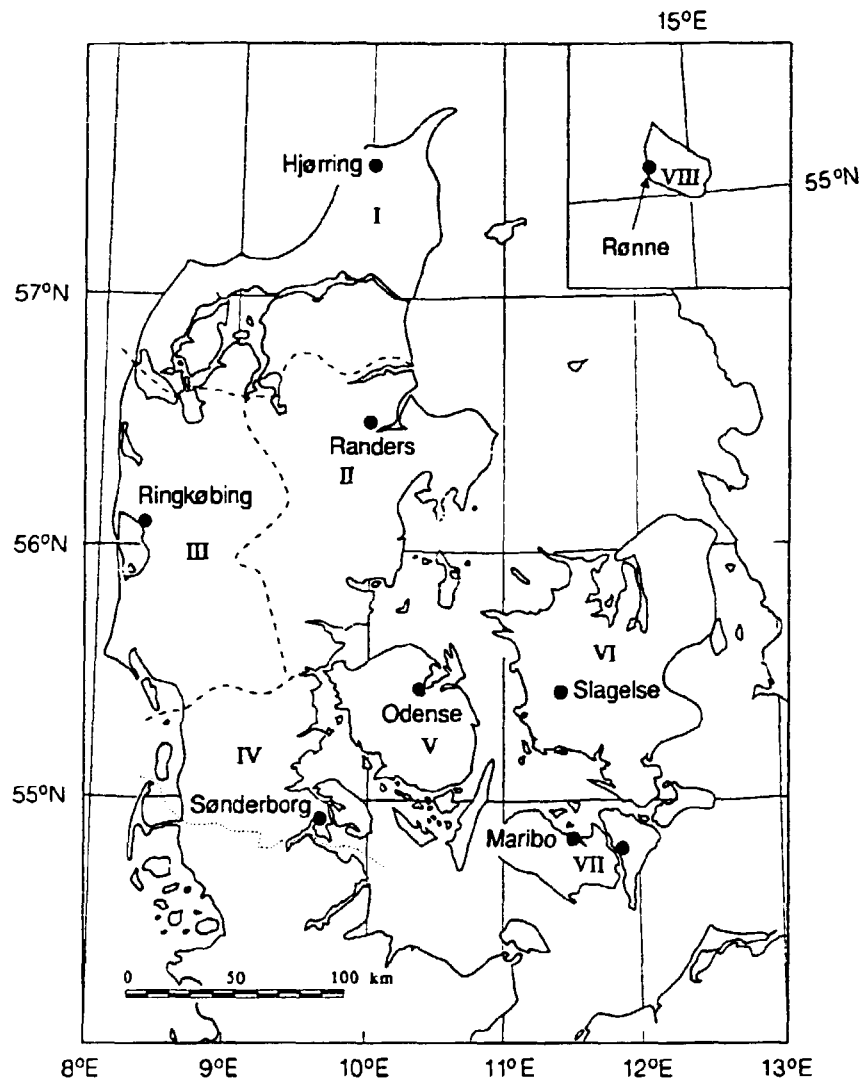 15°E
Hjørring
VIII
55°N
I
Rønne
57°N
Randers
II
Ringkøbing
56°N
III
VI
Slagelse
Odense
IV
V
55°N
Sønderborg
Maribo
VII
0 50 100 km
8°E 9°E 10°E 11°E 12°E 13°E